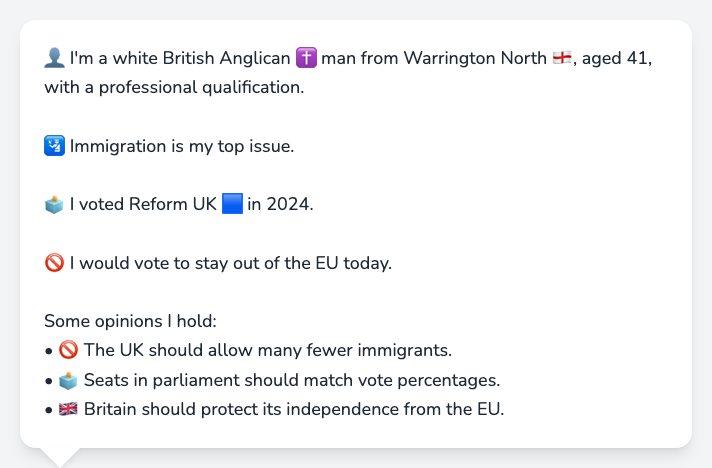 👤 I'm a white British Anglican ✝️ man from Warrington North 🏴󠁧󠁢󠁥󠁮󠁧󠁿, aged 41,
with a professional qualification.
🛂 Immigration is my top issue.
🗳️ I voted Reform UK 🟦 in 2024.
🚫 I would vote to stay out of the EU today.
Some opinions I hold:
• 🚫 The UK should allow many fewer immigrants.
• 🗳️ Seats in parliament should match vote percentages.
• 🇬🇧 Britain should protect its independence from the EU.